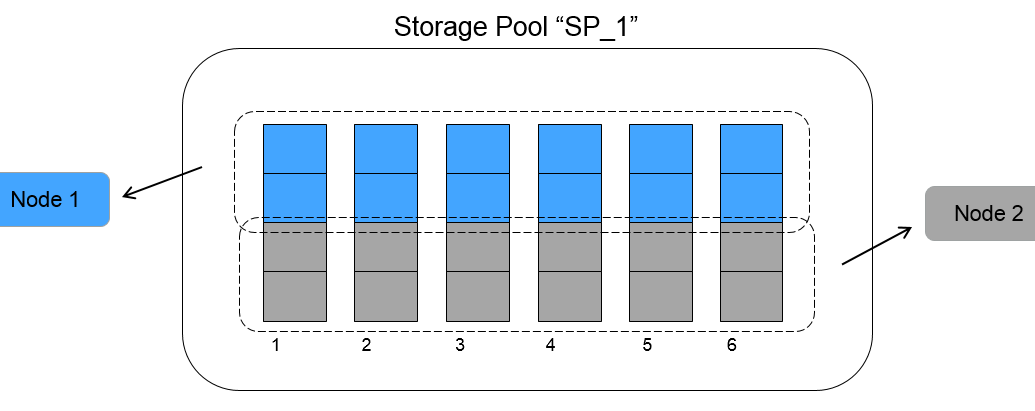 Storage Pool “SP_1”
Node 1
Node 2
1 2 3 4 5 6